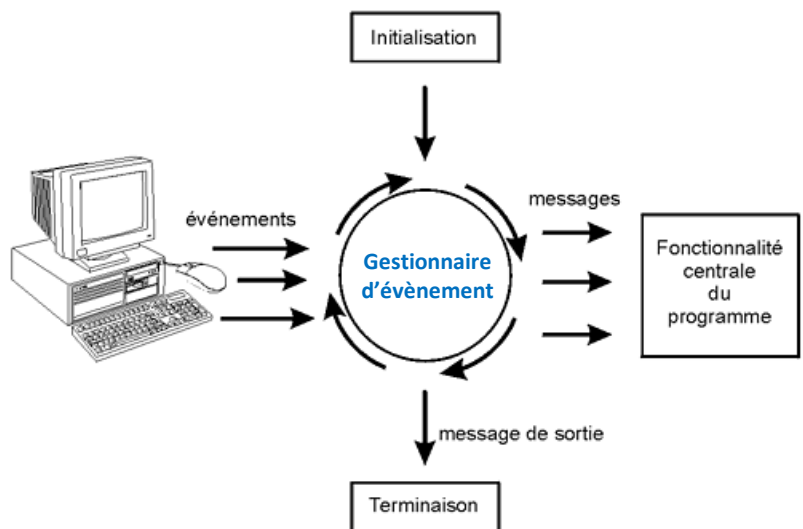 Initialisation
événements
messages
Gestionnaire
d'évènement
Fonctionnalité
centrale
du
programme
message de sortie
Terminaison